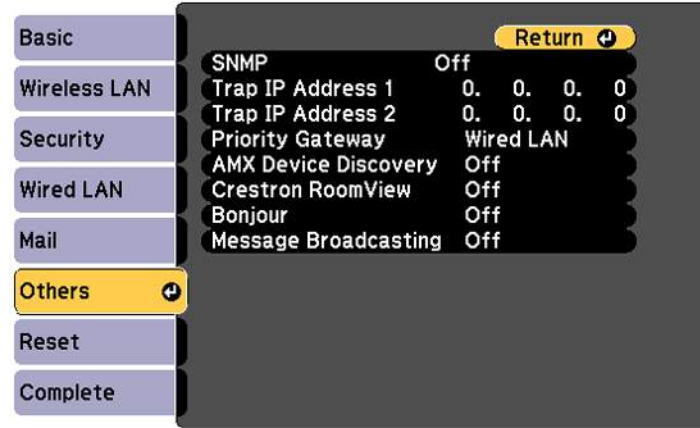 Basic
Wireless LAN
Security
Wired LAN
Mail
Others
Reset
Complete
Return
SNMP Off
Trap IP Address 1 0. 0. 0. 0
Trap IP Address 2 0. 0. 0. 0
Priority Gateway Wired LAN
AMX Device Discovery Off
Crestron RoomView Off
Bonjour Off
Message Broadcasting Off